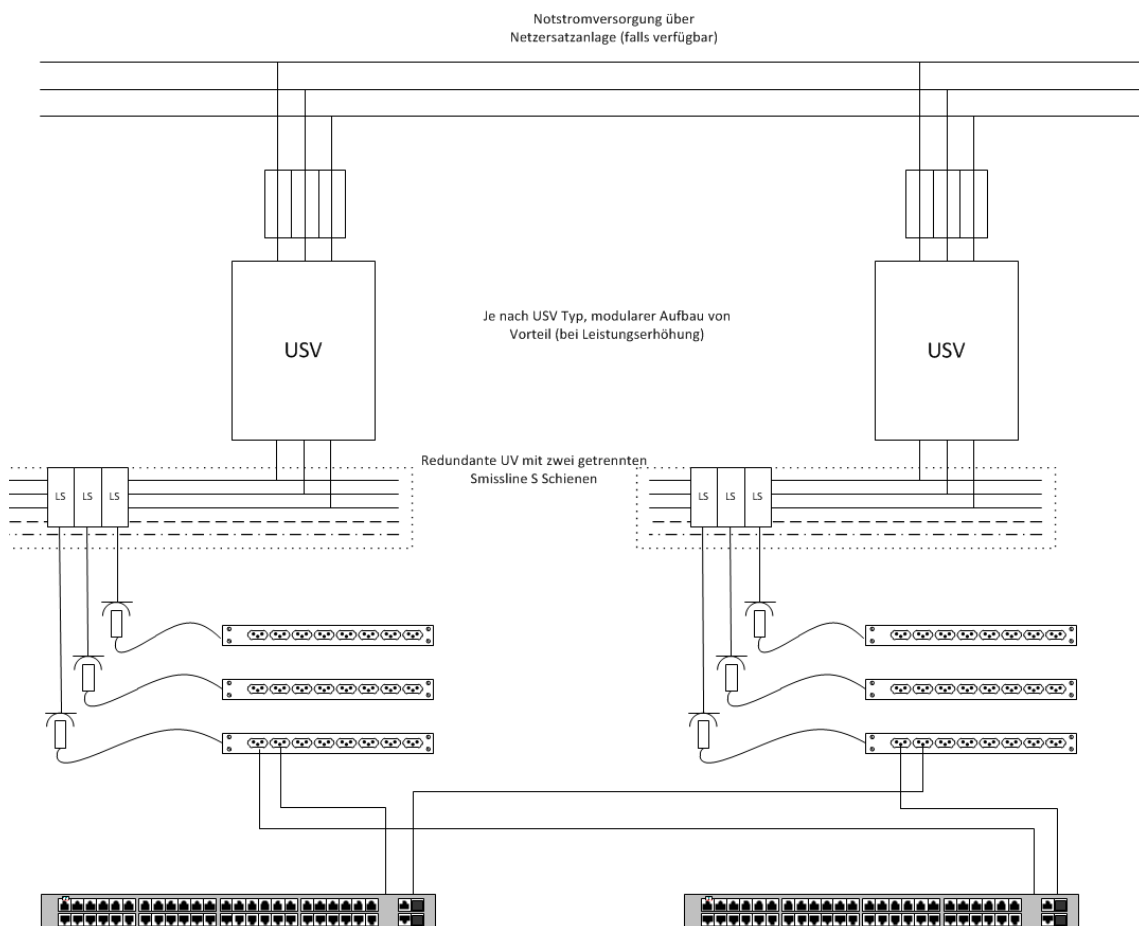 Notstromversorgung über
Netzersatzanlage (falls verfügbar)
USV
Je nach USV Typ, modularer Aufbau von
Vorteil (bei Leistungserhöhung)
USV
Redundante UV mit zwei getrennten
Smissline S Schienen
LS LS LS
LS LS LS